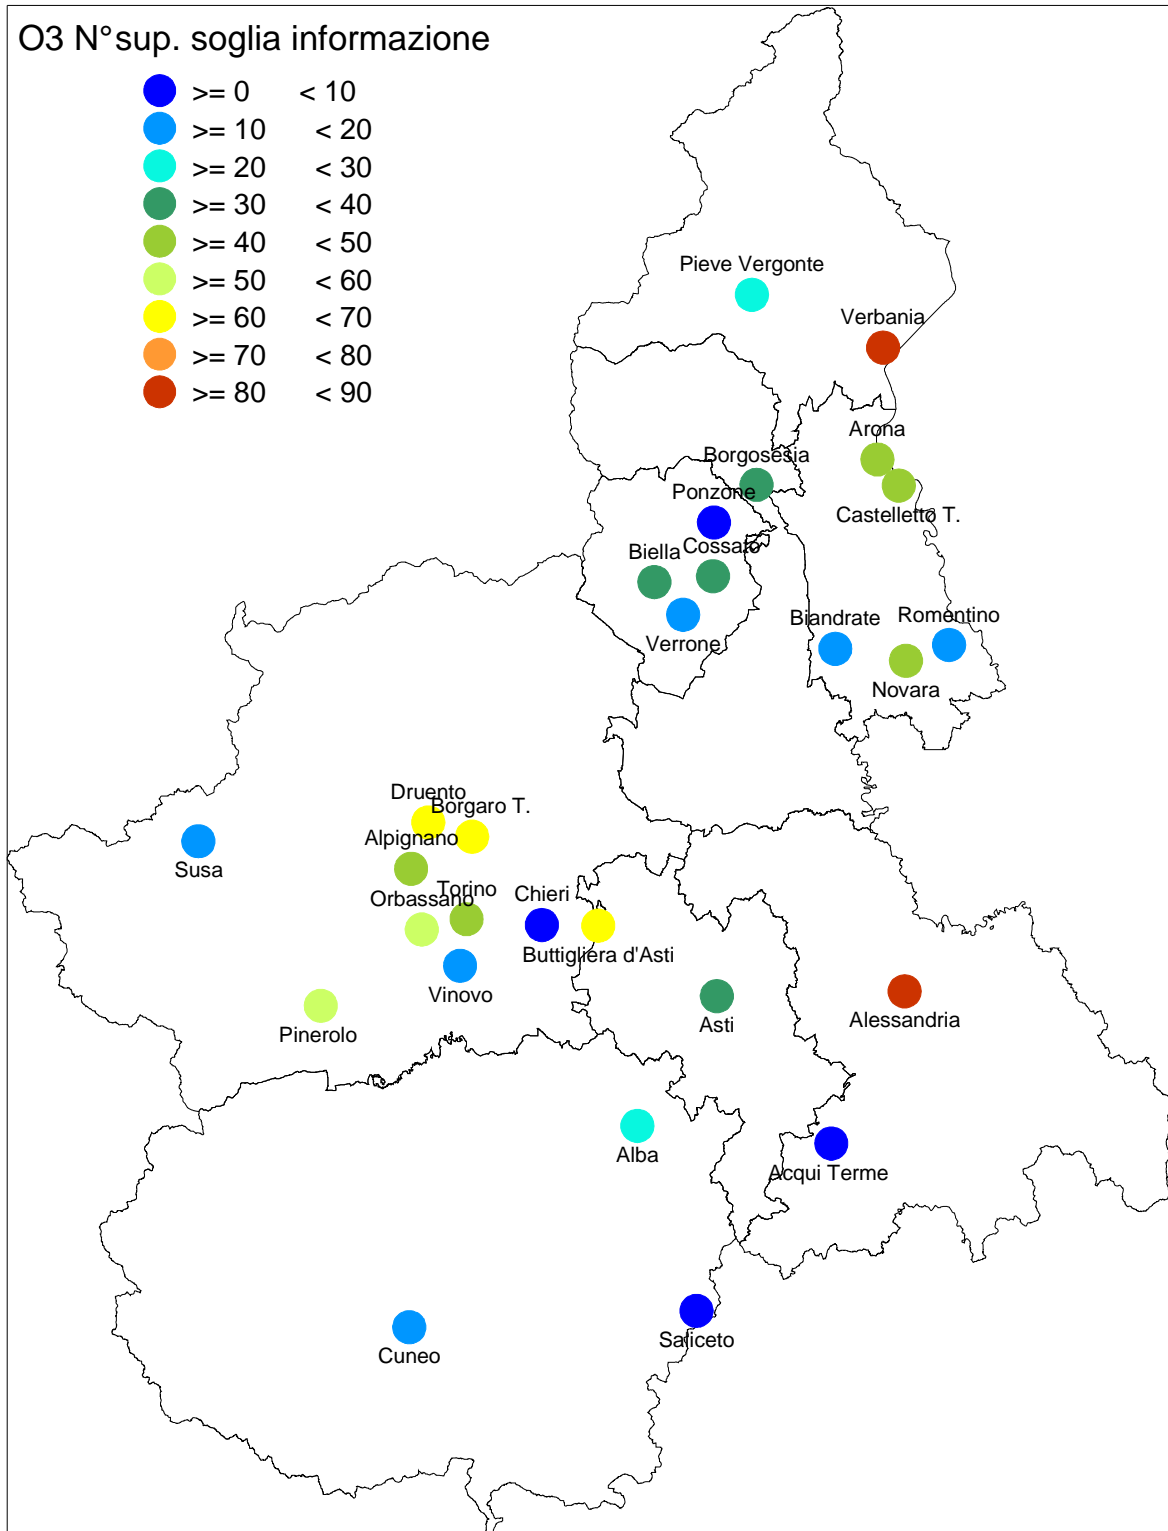 O3 N°sup. soglia informazione
>= 0 < 10
>= 10 < 20
>= 20 < 30
>= 30 < 40
>= 40 < 50
>= 50 < 60
>= 60 < 70
>= 70 < 80
>= 80 < 90
Pieve Vergonte
Verbania
Arona
Borgosesia
Ponzone
Castelletto T.
Cossato
Biella
Verrone
Biandrate
Romentino
Novara
Druento
Borgaro T.
Alpignano
Susa
Torino
Orbassano
Chieri
Buttigliera d'Asti
Vinovo
Pinerolo
Asti
Alessandria
Alba
Acqui Terme
Saliceto
Cuneo